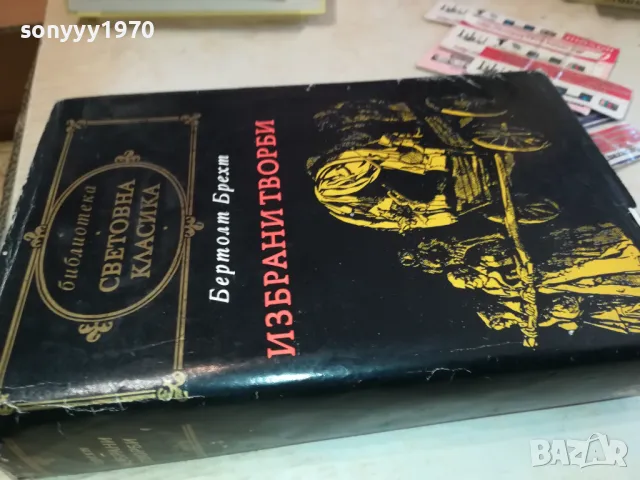 sonyyy1970
библиотека
СВЕТОВНА
КЛАСИКА
Бертолт Брехт
ИЗБРАНИ ТВОРБИ
BAZAR